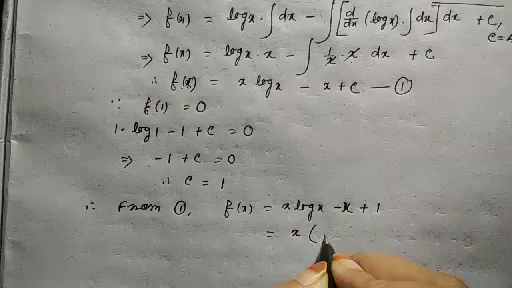 ⇒ f(x) = logx · ∫dx − ∫[d/dx (logx) · ∫dx] dx + C,
⇒ f(x) = logx · x − ∫ 1/x · x dx + C
∴ f(x) = x logx − x + C — ①
∵ f(1) = 0
1 · log1 − 1 + C = 0
⇒ −1 + C = 0
∴ C = 1
∴ From ①, f(x) = x logx − x + 1
= x (